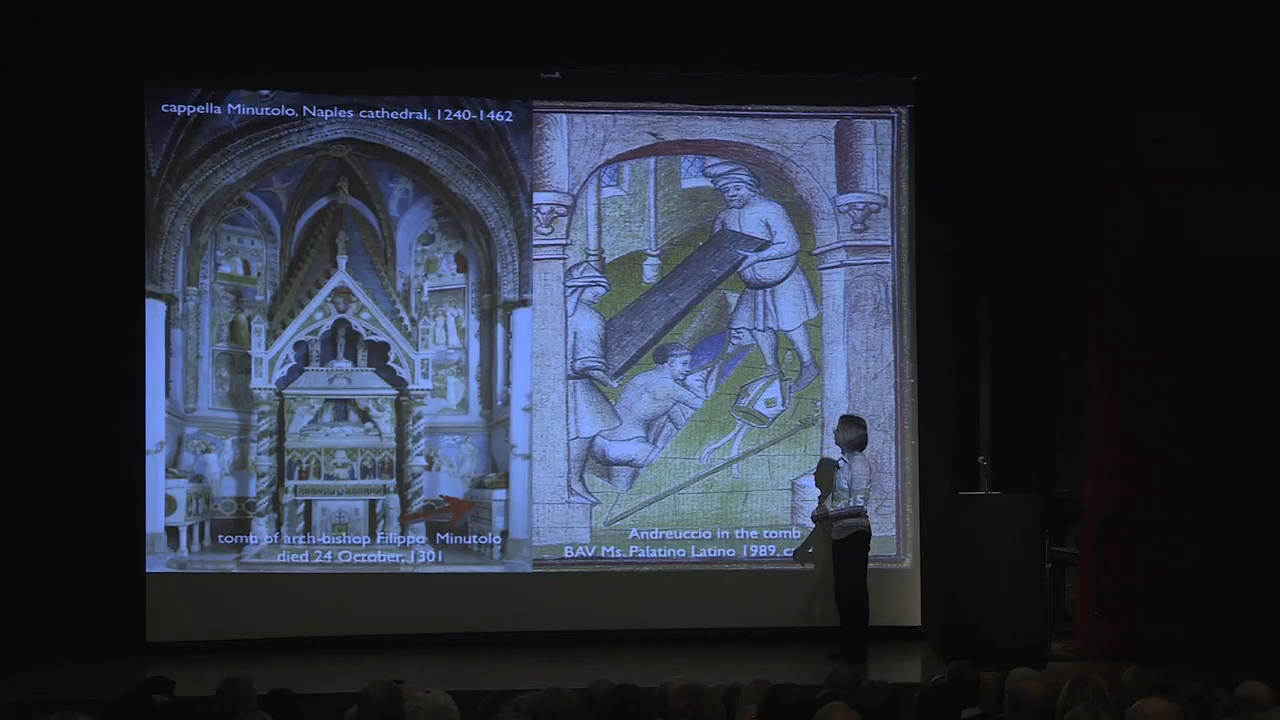 cappella Minutolo, Naples cathedral, 1240-1462
tomb of arch-bishop Filippo Minutolo
died 24 October, 1301
Andreuccio in the tomb
BAV Ms. Palatino Latino 1989,